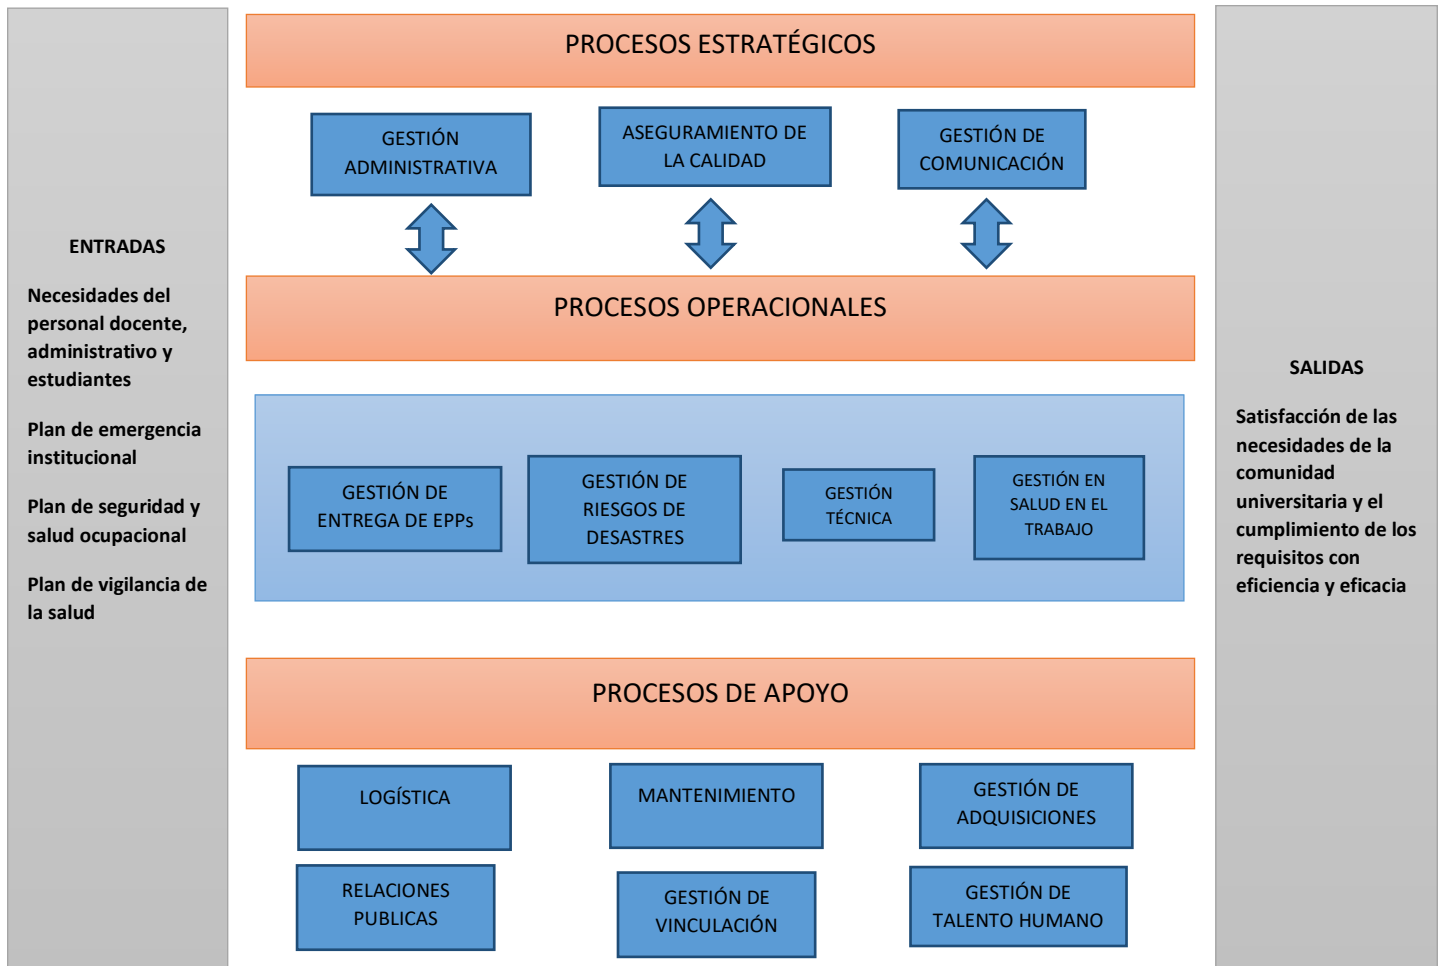 ENTRADAS
Necesidades del
personal docente,
administrativo y
estudiantes
Plan de emergencia
institucional
Plan de seguridad y
salud ocupacional
Plan de vigilancia de
la salud
PROCESOS ESTRATÉGICOS
GESTIÓN
ADMINISTRATIVA
ASEGURAMIENTO DE
LA CALIDAD
GESTIÓN DE
COMUNICACIÓN
PROCESOS OPERACIONALES
GESTIÓN DE
ENTREGA DE EPPs
GESTIÓN DE
RIESGOS DE
DESASTRES
GESTIÓN
TÉCNICA
GESTIÓN EN
SALUD EN EL
TRABAJO
PROCESOS DE APOYO
LOGÍSTICA
MANTENIMIENTO
GESTIÓN DE
ADQUISICIONES
RELACIONES
PUBLICAS
GESTIÓN DE
VINCULACIÓN
GESTIÓN DE
TALENTO HUMANO
SALIDAS
Satisfacción de las
necesidades de la
comunidad
universitaria y el
cumplimiento de los
requisitos con
eficiencia y eficacia